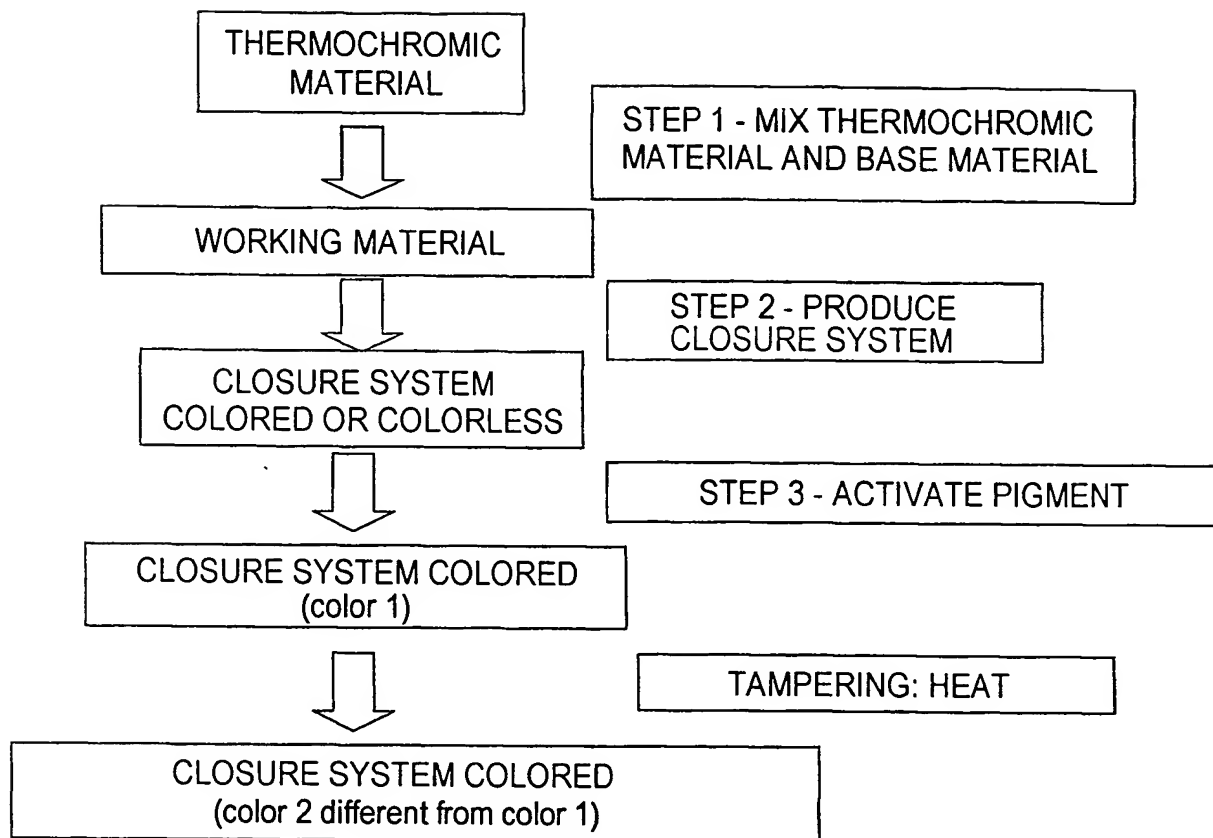 THERMOCHROMIC
MATERIAL
STEP 1 - MIX THERMOCHROMIC
MATERIAL AND BASE MATERIAL
WORKING MATERIAL
STEP 2 - PRODUCE
CLOSURE SYSTEM
CLOSURE SYSTEM
COLORED OR COLORLESS
STEP 3 - ACTIVATE PIGMENT
CLOSURE SYSTEM COLORED
(color 1)
TAMPERING: HEAT
CLOSURE SYSTEM COLORED
(color 2 different from color 1)